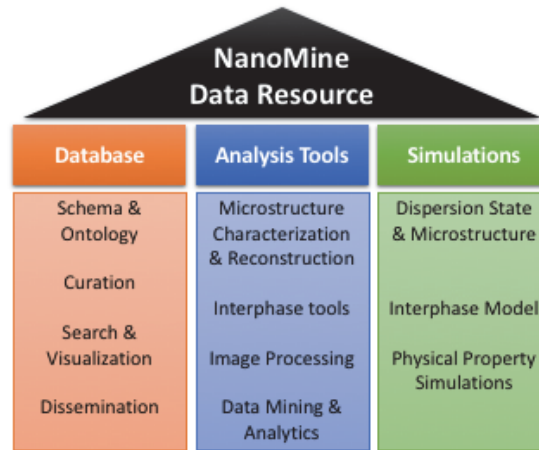 NanoMine
Data Resource
Database
Schema &
Ontology
Curation
Search &
Visualization
Dissemination
Analysis Tools
Microstructure
Characterization
& Reconstruction
Interphase tools
Image Processing
Data Mining &
Analytics
Simulations
Dispersion State
& Microstructure
Interphase Model
Physical Property
Simulations